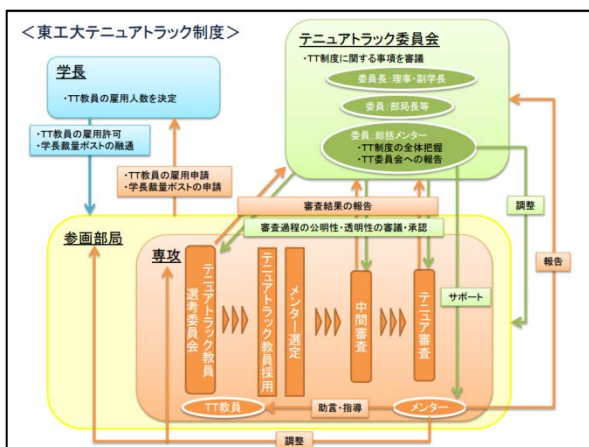 ＜東工大テニュアトラック制度＞
学長
・TT教員の雇用人数を決定
・TT教員の雇用許可
・学長裁量ポストの融通
・TT教員の雇用申請
・学長裁量ポストの申請
テニュアトラック委員会
・TT制度に関する事項を審議
委員長：理事・副学長
委員：部局長等
委員：総括メンター
・TT制度の全体把握
・TT委員会への報告
審査結果の報告
審査過程の公明性・透明性の審議・承認
調整
報告
サポート
参画部局
専攻
テニュアトラック教員
選考委員会
テニュアトラック教員採用
メンター選定
中間審査
テニュア審査
TT教員
助言・指導
メンター
調整